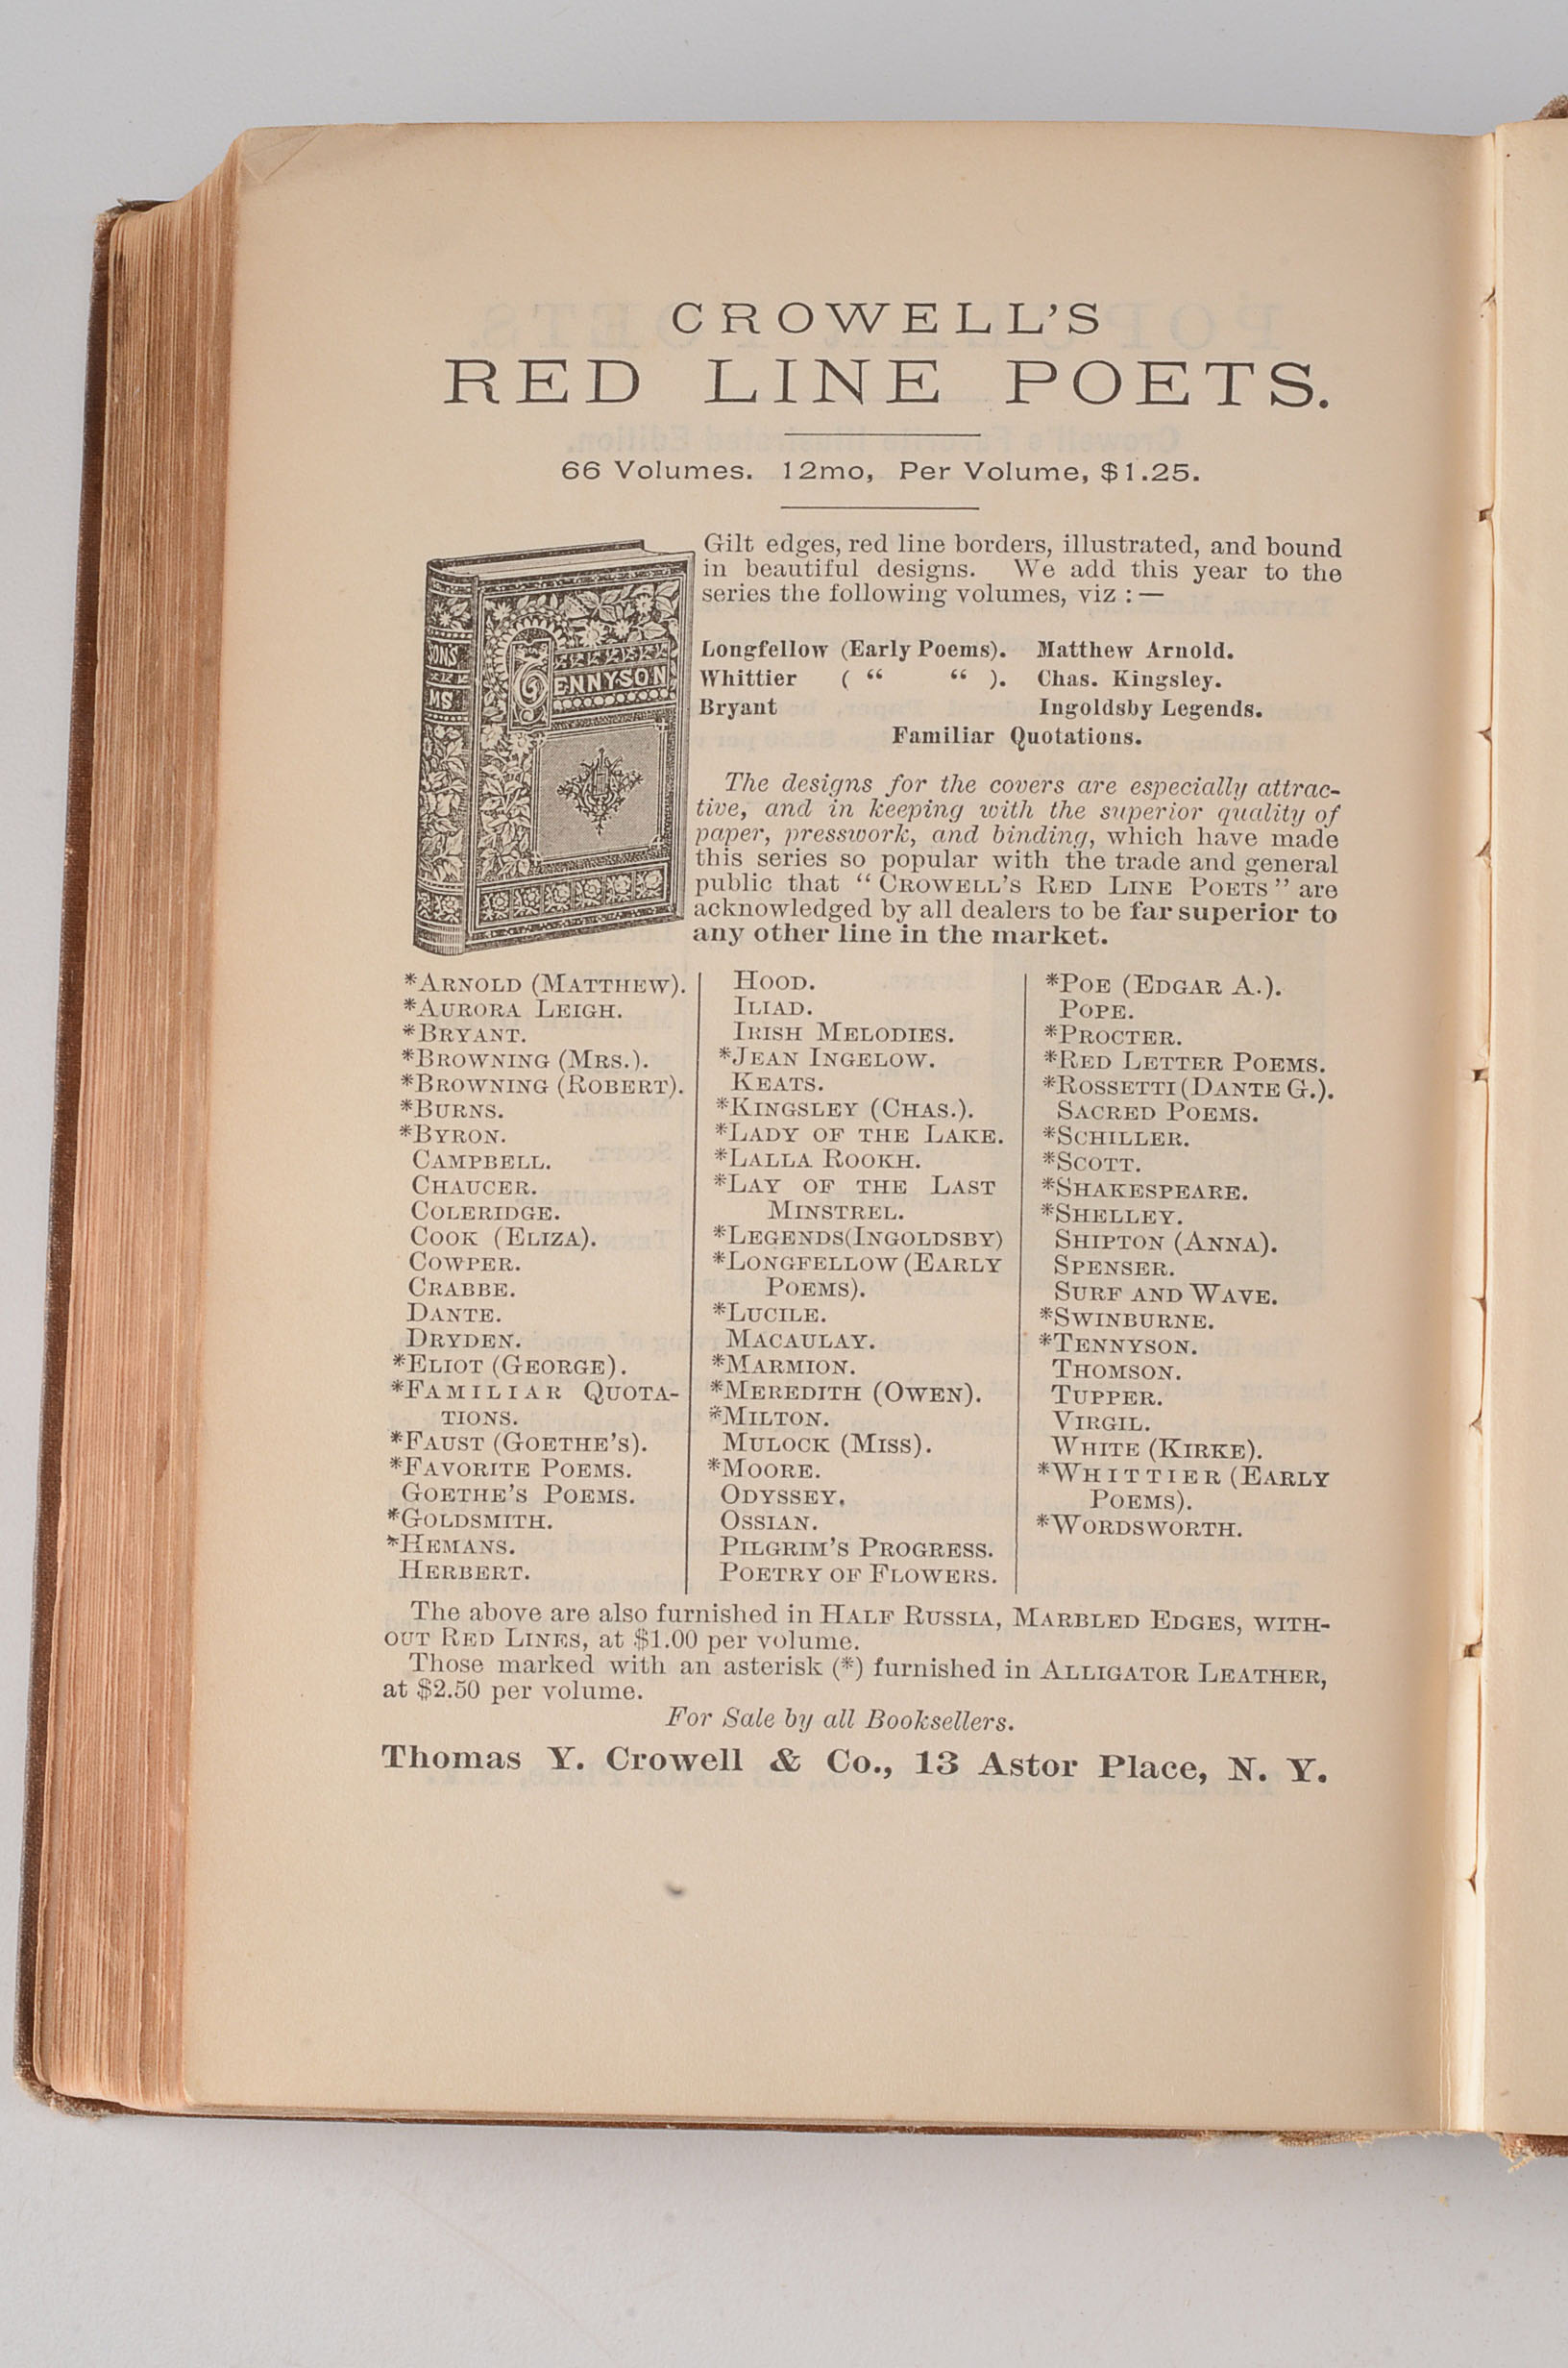 CROWELL'S
RED LINE POETS.
66 Volumes. 12mo, Per Volume, $1.25.
ON'S
MS
TENNYSON
Gilt edges, red line borders, illustrated, and bound
in beautiful designs. We add this year to the
series the following volumes, viz : —
Longfellow (Early Poems). Matthew Arnold.
Whittier ( “ “ ). Chas. Kingsley.
Bryant Ingoldsby Legends.
Familiar Quotations.
The designs for the covers are especially attrac-
tive, and in keeping with the superior quality of
paper, presswork, and binding, which have made
this series so popular with the trade and general
public that “CROWELL'S RED LINE POETS” are
acknowledged by all dealers to be far superior to
any other line in the market.
*ARNOLD (MATTHEW).
*AURORA LEIGH.
*BRYANT.
*BROWNING (MRS.).
*BROWNING (ROBERT).
*BURNS.
*BYRON.
CAMPBELL.
CHAUCER.
COLERIDGE.
COOK (ELIZA).
COWPER.
CRABBE.
DANTE.
DRYDEN.
*ELIOT (GEORGE).
*FAMILIAR QUOTA-
TIONS.
*FAUST (GOETHE'S).
*FAVORITE POEMS.
GOETHE'S POEMS.
*GOLDSMITH.
*HEMANS.
HERBERT.
HOOD.
ILIAD.
IRISH MELODIES.
*JEAN INGELOW.
KEATS.
*KINGSLEY (CHAS.).
*LADY OF THE LAKE.
*LALLA ROOKH.
*LAY OF THE LAST
MINSTREL.
*LEGENDS(INGOLDSBY)
*LONGFELLOW (EARLY
POEMS).
*LUCILE.
MACAULAY.
*MARMION.
*MEREDITH (OWEN).
*MILTON.
MULOCK (MISS).
*MOORE.
ODYSSEY.
OSSIAN.
PILGRIM'S PROGRESS.
POETRY OF FLOWERS.
*POE (EDGAR A.).
POPE.
*PROCTER.
*RED LETTER POEMS.
*ROSSETTI (DANTE G.).
SACRED POEMS.
*SCHILLER.
*SCOTT.
*SHAKESPEARE.
*SHELLEY.
SHIPTON (ANNA).
SPENSER.
SURF AND WAVE.
*SWINBURNE.
*TENNYSON.
THOMSON.
TUPPER.
VIRGIL.
WHITE (KIRKE).
*WHITTIER (EARLY
POEMS).
*WORDSWORTH.
The above are also furnished in HALF RUSSIA, MARBLED EDGES, WITH-
OUT RED LINES, at $1.00 per volume.
Those marked with an asterisk (*) furnished in ALLIGATOR LEATHER,
at $2.50 per volume.
For Sale by all Booksellers.
Thomas Y. Crowell & Co., 13 Astor Place, N. Y.